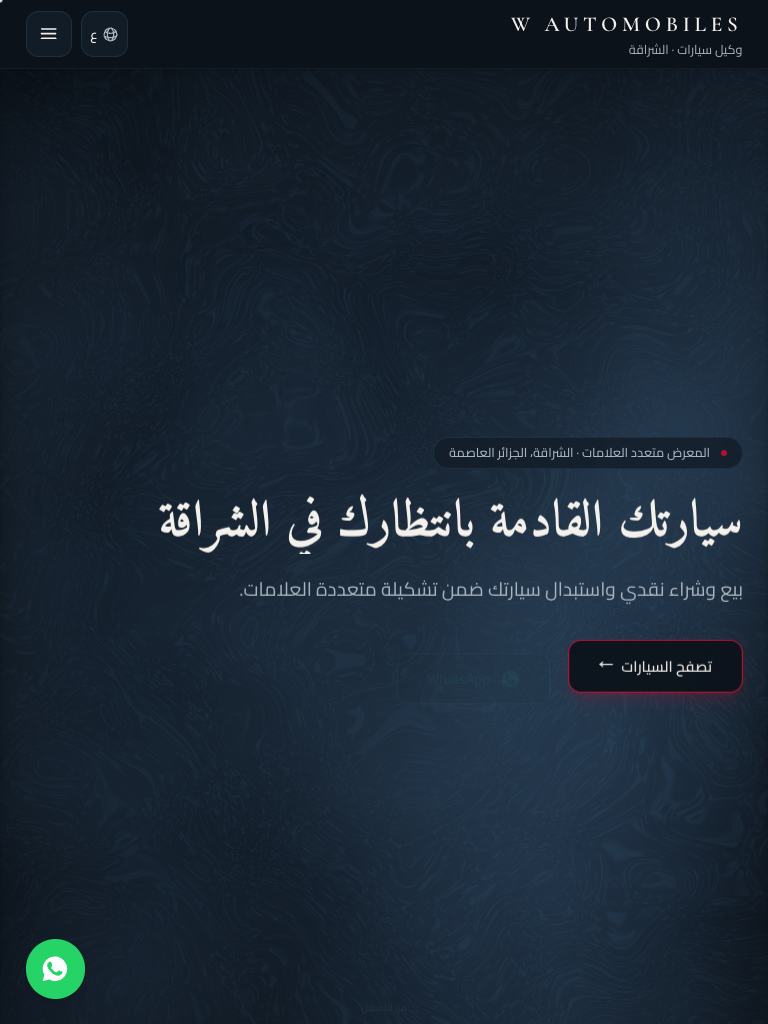 W AUTOMOBILES
وكيل سيارات · الشراقة
ع
المعرض متعدد العلامات · الشراقة، الجزائر العاصمة
سيارتك القادمة بانتظارك في الشراقة
بيع وشراء نقدي واستبدال سيارتك ضمن تشكيلة متعددة العلامات.
تصفح السيارات ←
WhatsApp